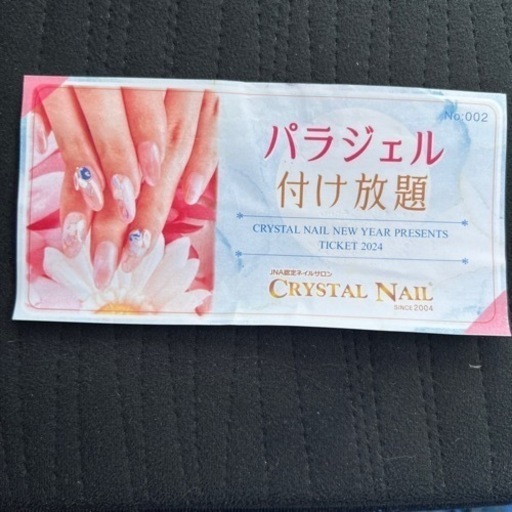 No:002
パラジェル
付け放題
CRYSTAL NAIL NEW YEAR PRESENTS
TICKET 2024
JNA認定ネイルサロン
CRYSTAL NAIL
SINCE 2004